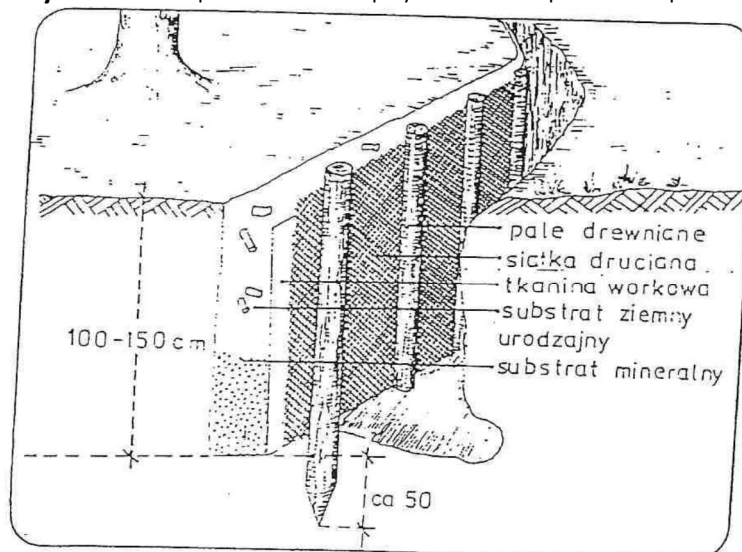 pale drewniane
siatka druciana
tkanina workowa
substrat ziemny
urodzajny
substrat mineralny
100-150 cm
ca 50